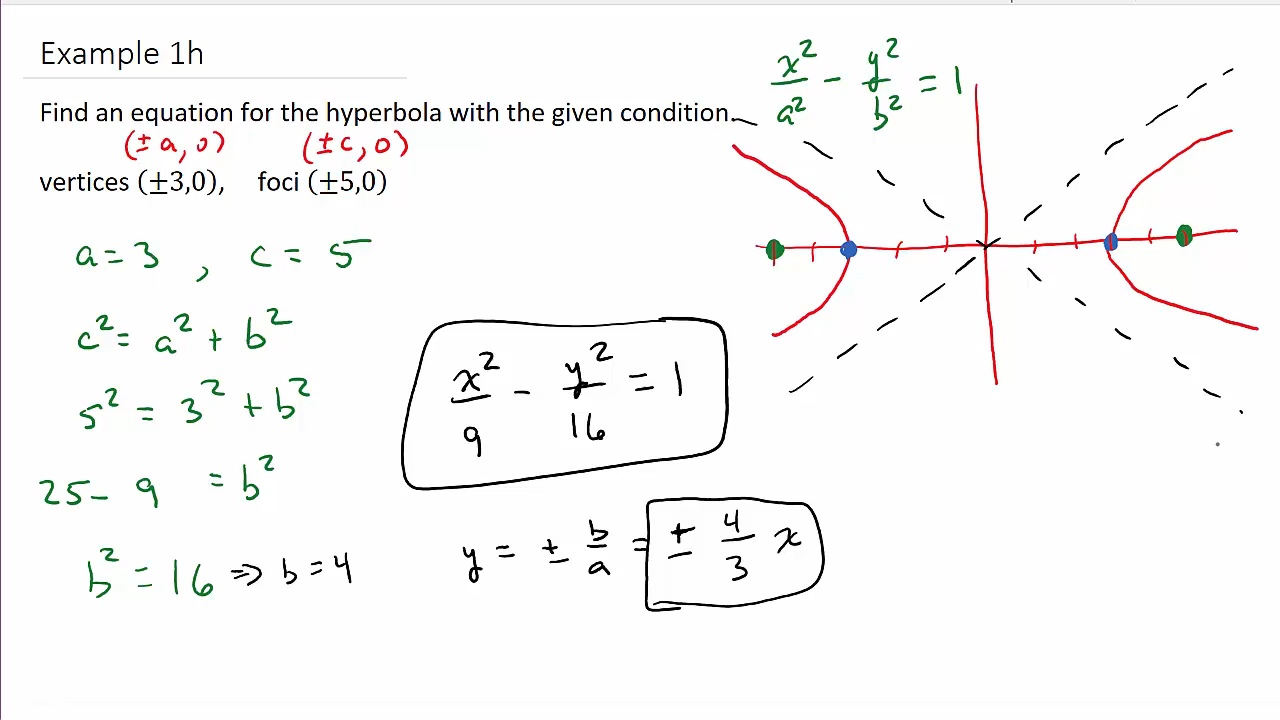 Example 1h
x²/a² - y²/b² = 1
Find an equation for the hyperbola with the given condition.
(±a, 0) (±c, 0)
vertices (±3,0), foci (±5,0)
a = 3 , c = 5
c² = a² + b²
5² = 3² + b²
25 - 9 = b²
b² = 16 => b = 4
x²/9 - y²/16 = 1
y = ± b/a = ± 4/3 x